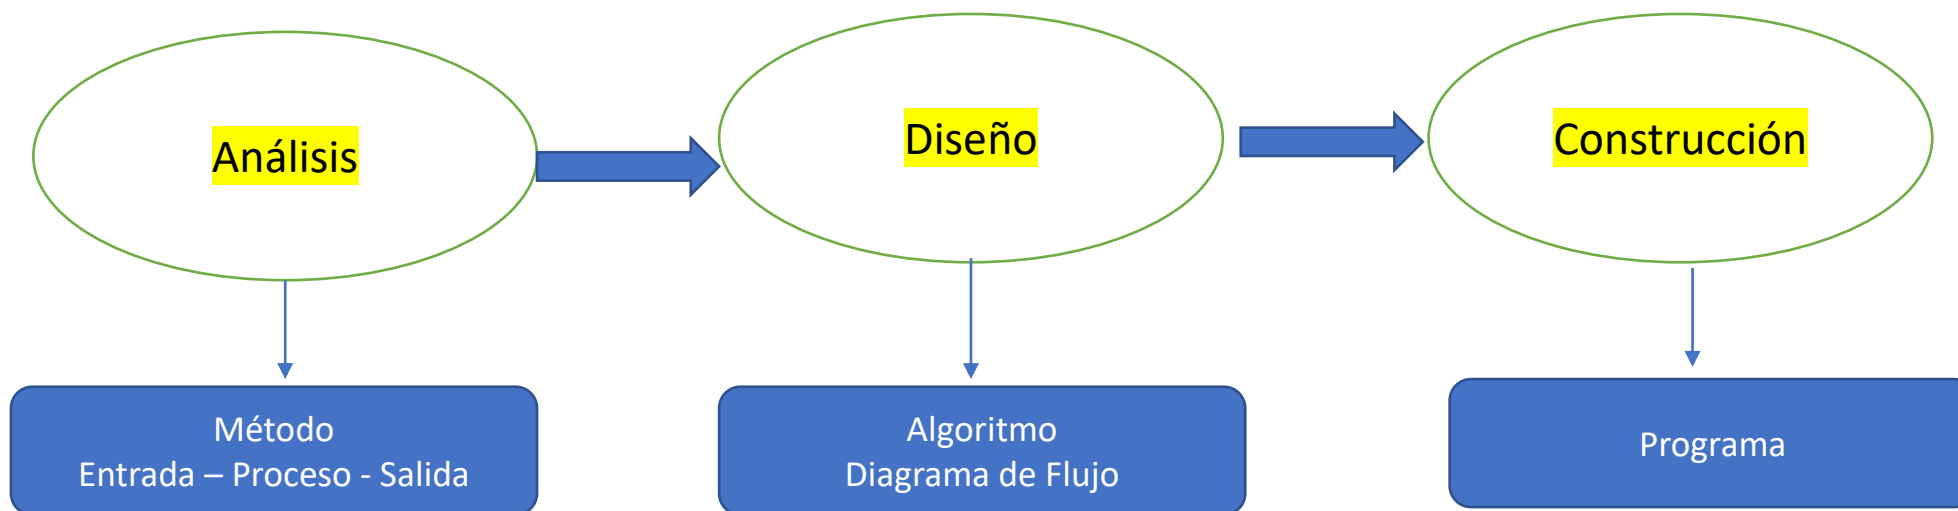 Análisis
Diseño
Construcción
Método
Entrada – Proceso - Salida
Algoritmo
Diagrama de Flujo
Programa